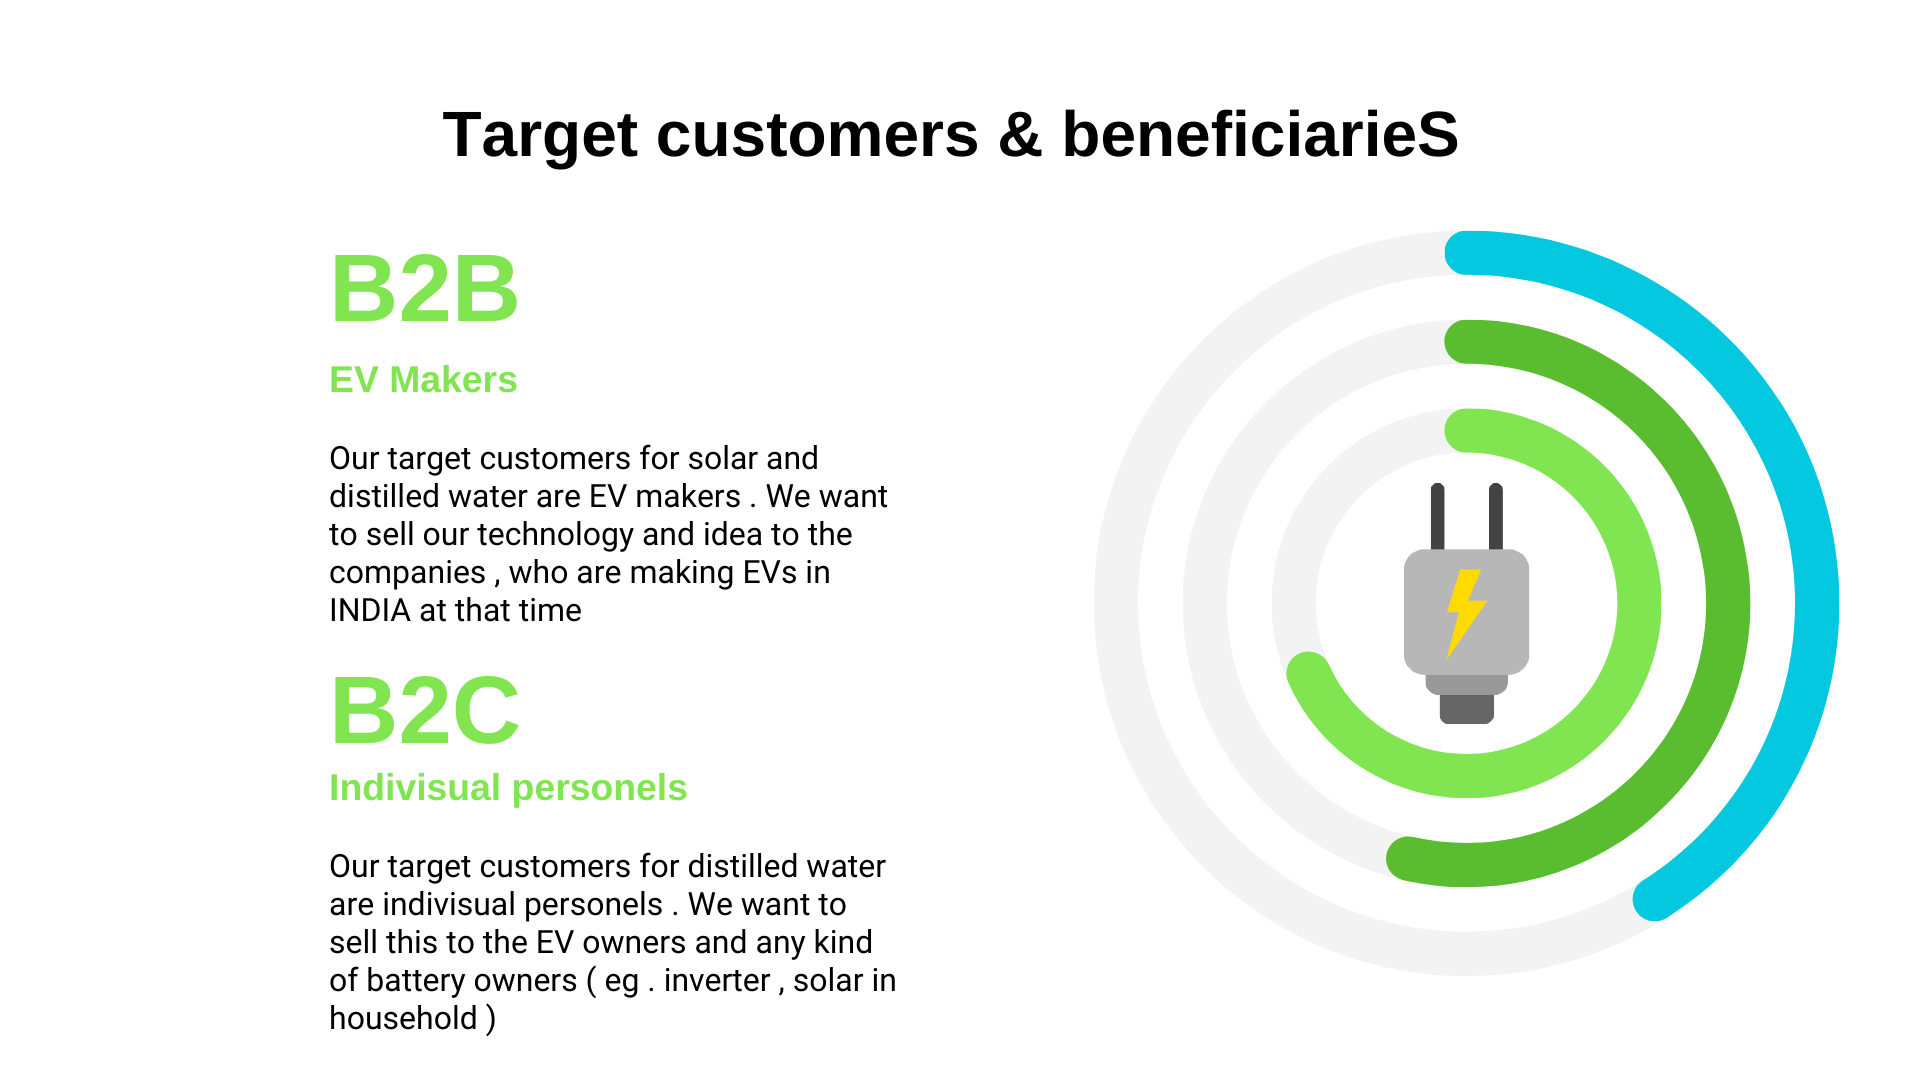 Target customers & beneficiarieS
B2B
EV Makers
Our target customers for solar and
distilled water are EV makers . We want
to sell our technology and idea to the
companies , who are making EVs in
INDIA at that time
B2C
Indivisual personels
Our target customers for distilled water
are indivisual personels . We want to
sell this to the EV owners and any kind
of battery owners ( eg . inverter , solar in
household )